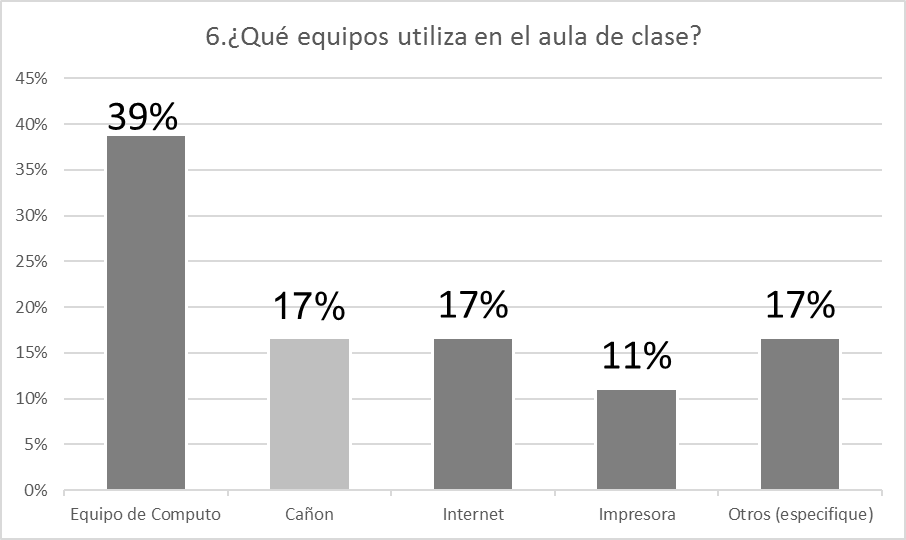 6.¿Qué equipos utiliza en el aula de clase?
45%
40%
35%
30%
25%
20%
15%
10%
5%
0%
39%
17%
17%
11%
17%
Equipo de Computo
Cañon
Internet
Impresora
Otros (especifique)